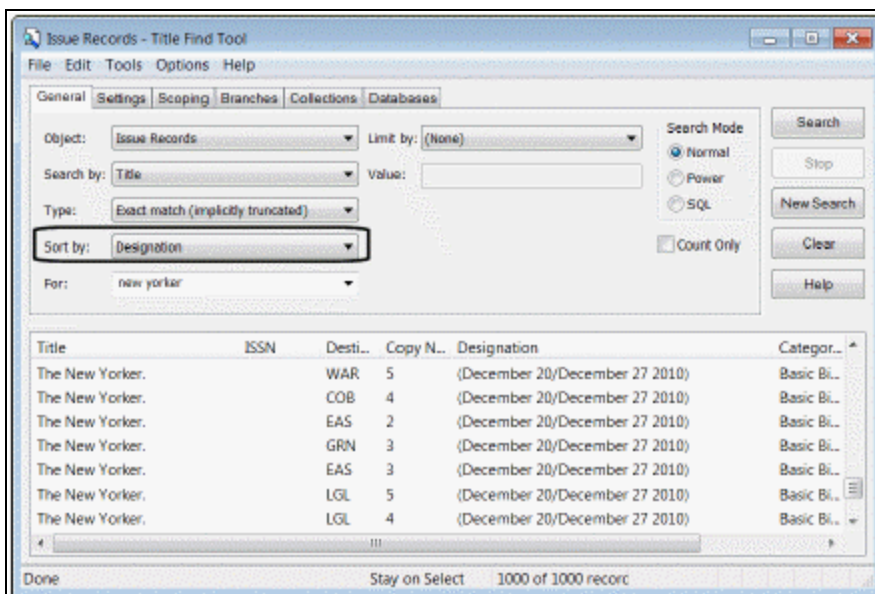 Issue Records - Title Find Tool
File Edit Tools Options Help
General Settings Scoping Branches Collections Databases
Object: Issue Records Limit by: (None) Search Mode Search
Search by: Title Value: Normal Stop
Power
Type: Exact match (implicitly truncated) SQL New Search
Sort by: Designation Count Only Clear
For: new yorker Help
Title ISSN Desti... Copy N... Designation Categor...
The New Yorker. WAR 5 (December 20/December 27 2010) Basic Bi...
The New Yorker. COB 4 (December 20/December 27 2010) Basic Bi...
The New Yorker. EAS 2 (December 20/December 27 2010) Basic Bi...
The New Yorker. GRN 3 (December 20/December 27 2010) Basic Bi...
The New Yorker. EAS 3 (December 20/December 27 2010) Basic Bi...
The New Yorker. LGL 5 (December 20/December 27 2010) Basic Bi...
The New Yorker. LGL 4 (December 20/December 27 2010) Basic Bi...
Done Stay on Select 1000 of 1000 recorc